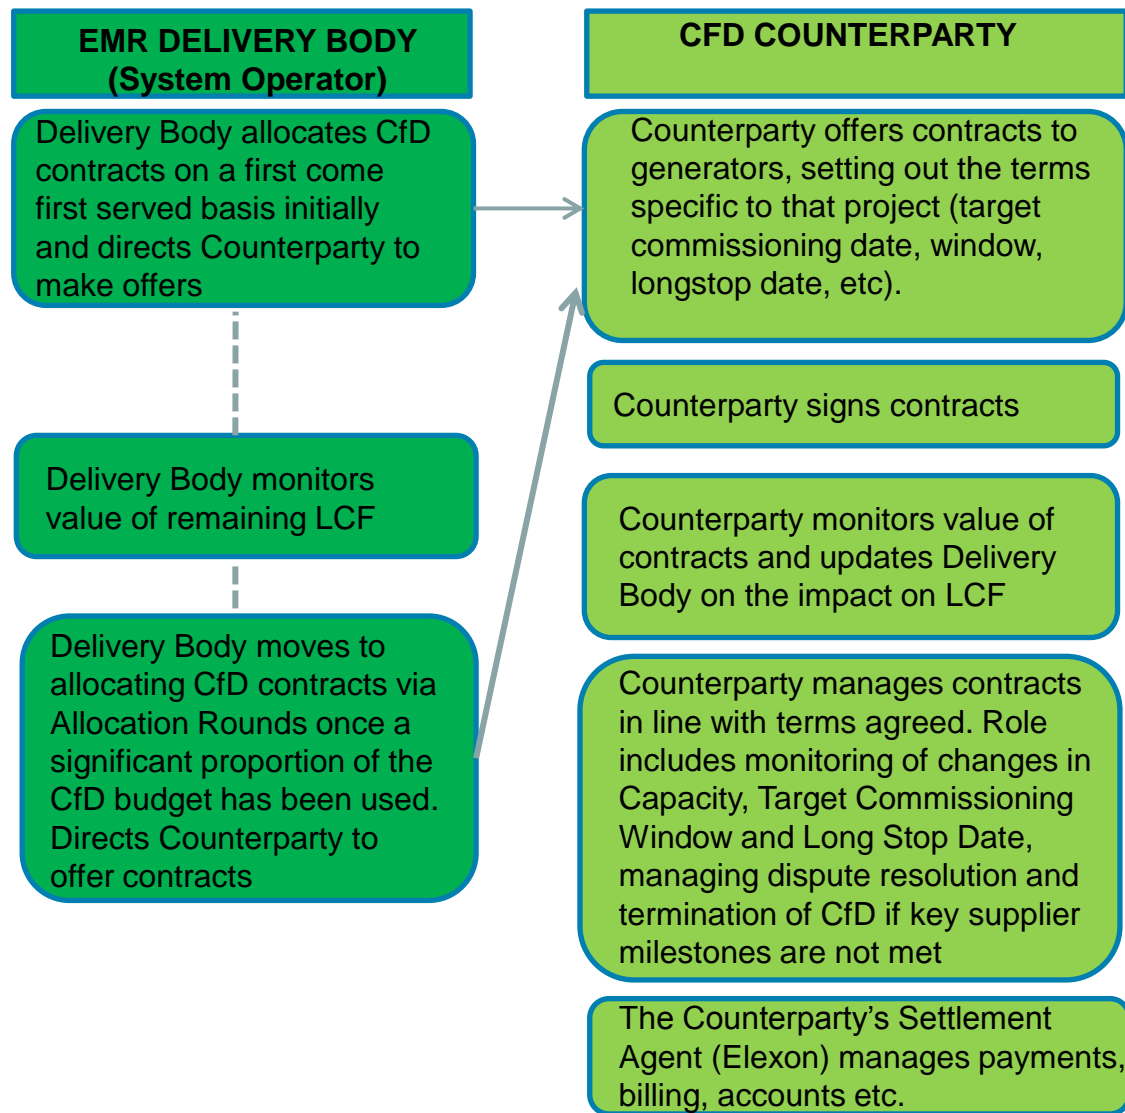 EMR DELIVERY BODY
(System Operator)
Delivery Body allocates CfD
contracts on a first come
first served basis initially
and directs Counterparty to
make offers
Delivery Body monitors
value of remaining LCF
Delivery Body moves to
allocating CfD contracts via
Allocation Rounds once a
significant proportion of the
CfD budget has been used.
Directs Counterparty to
offer contracts
CFD COUNTERPARTY
Counterparty offers contracts to
generators, setting out the terms
specific to that project (target
commissioning date, window,
longstop date, etc).
Counterparty signs contracts
Counterparty monitors value of
contracts and updates Delivery
Body on the impact on LCF
Counterparty manages contracts
in line with terms agreed. Role
includes monitoring of changes in
Capacity, Target Commissioning
Window and Long Stop Date,
managing dispute resolution and
termination of CfD if key supplier
milestones are not met
The Counterparty's Settlement
Agent (Elexon) manages payments,
billing, accounts etc.